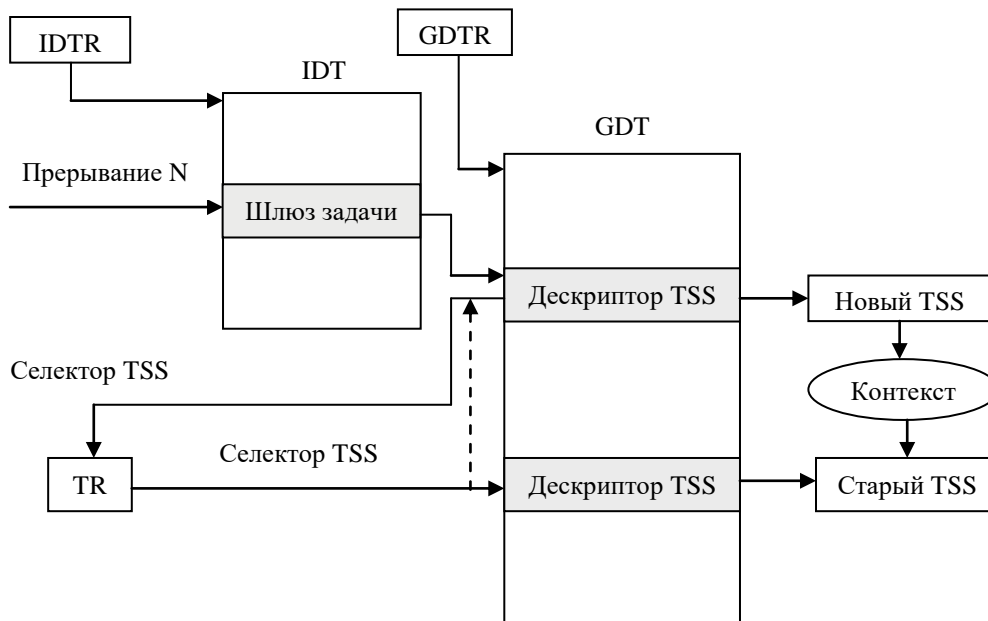 IDTR
GDTR
IDT
GDT
Прерывание N
Шлюз задачи
Дескриптор TSS
Новый TSS
Селектор TSS
Контекст
Селектор TSS
TR
Дескриптор TSS
Старый TSS